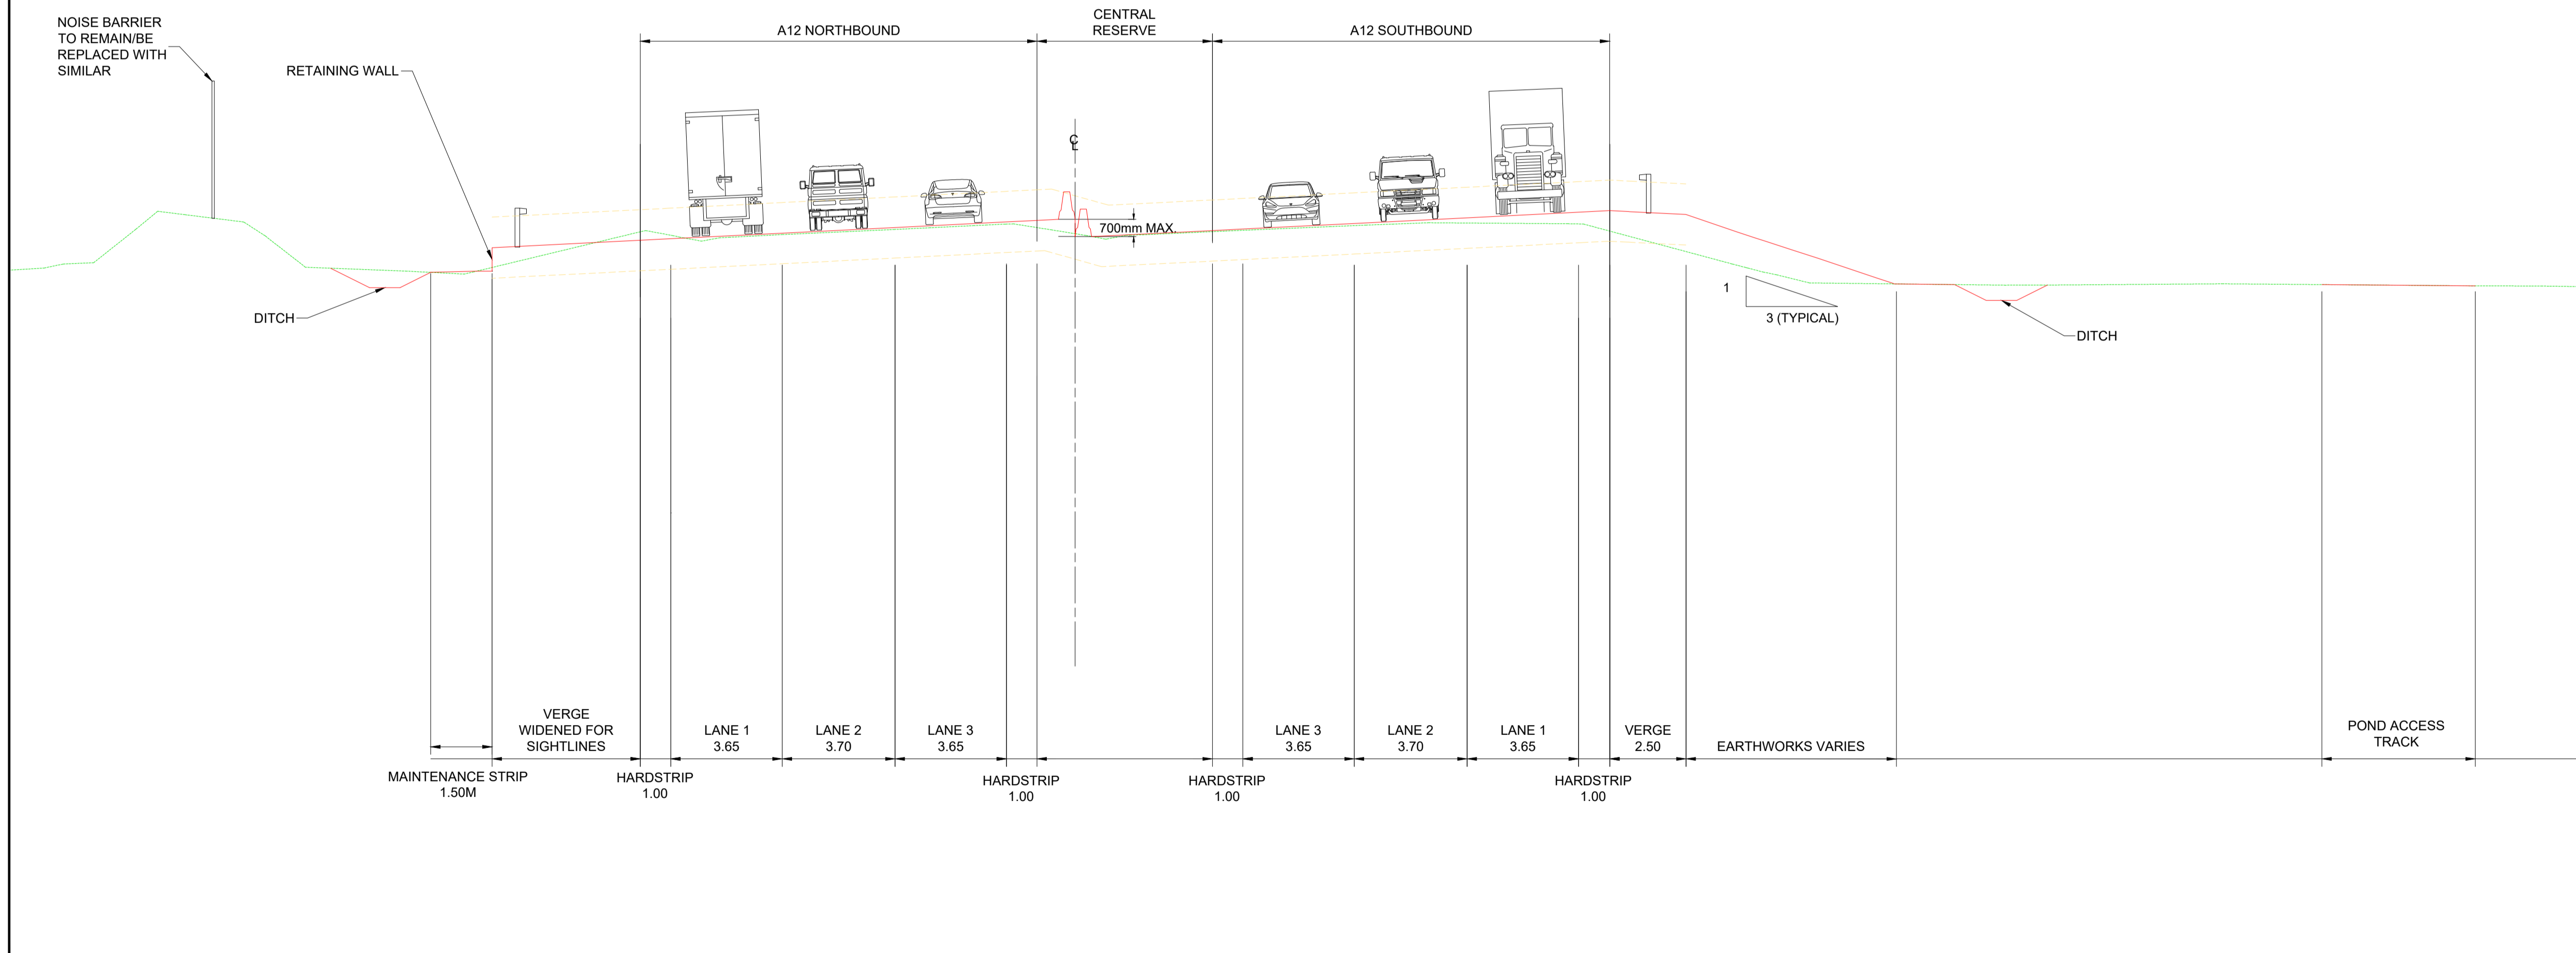 NOISE BARRIER
TO REMAIN/BE
REPLACED WITH
SIMILAR
RETAINING WALL
A12 NORTHBOUND
CENTRAL
RESERVE
A12 SOUTHBOUND
700mm MAX.
DITCH
1
3 (TYPICAL)
DITCH
MAINTENANCE STRIP
1.50M
VERGE
WIDENED FOR
SIGHTLINES
HARDSTRIP
1.00
LANE 1
3.65
LANE 2
3.70
LANE 3
3.65
HARDSTRIP
1.00
HARDSTRIP
1.00
LANE 3
3.65
LANE 2
3.70
LANE 1
3.65
HARDSTRIP
1.00
VERGE
2.50
EARTHWORKS VARIES
POND ACCESS
TRACK